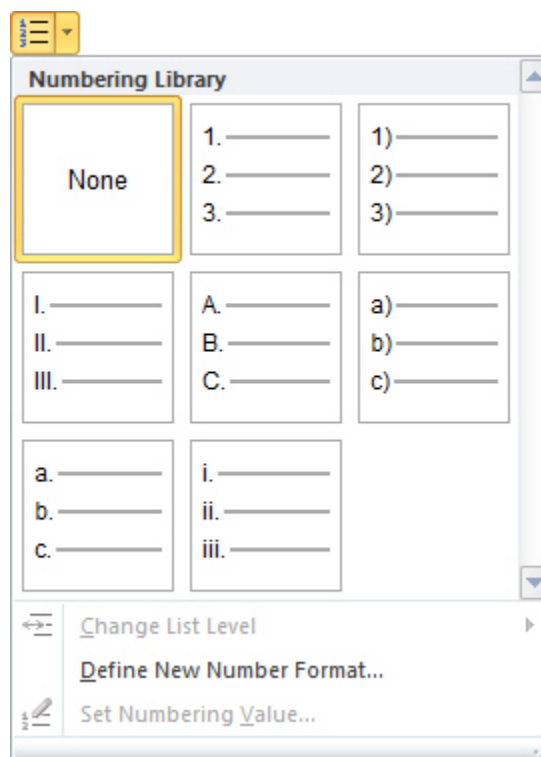 Numbering Library
None
1.
2.
3.
1)
2)
3)
I.
II.
III.
A.
B.
C.
a)
b)
c)
a.
b.
c.
i.
ii.
iii.
Change List Level
Define New Number Format...
Set Numbering Value...